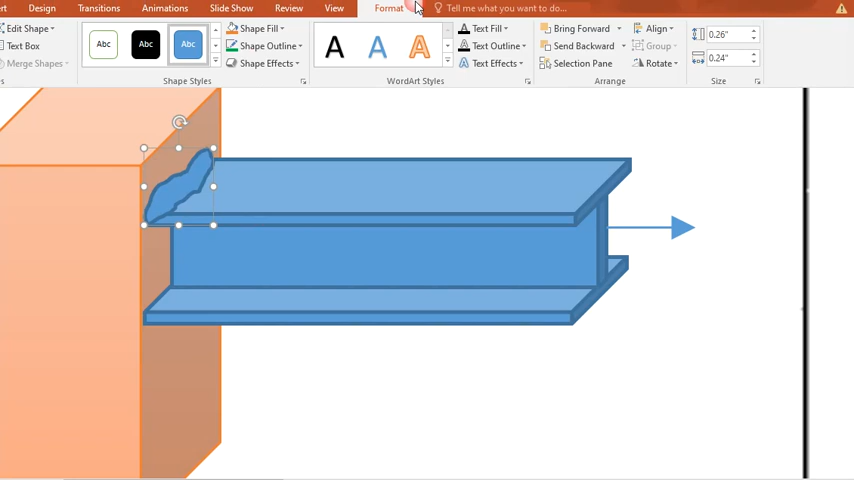 rt Design Transitions Animations Slide Show Review View Format Tell me what you want to do...
Edit Shape Shape Fill Text Fill Bring Forward Align 0.26"
Text Box Abc Abc Abc Shape Outline A A A Text Outline Send Backward Group 0.24"
Merge Shapes Shape Effects Text Effects Selection Pane Rotate
Shape Styles WordArt Styles Arrange Size